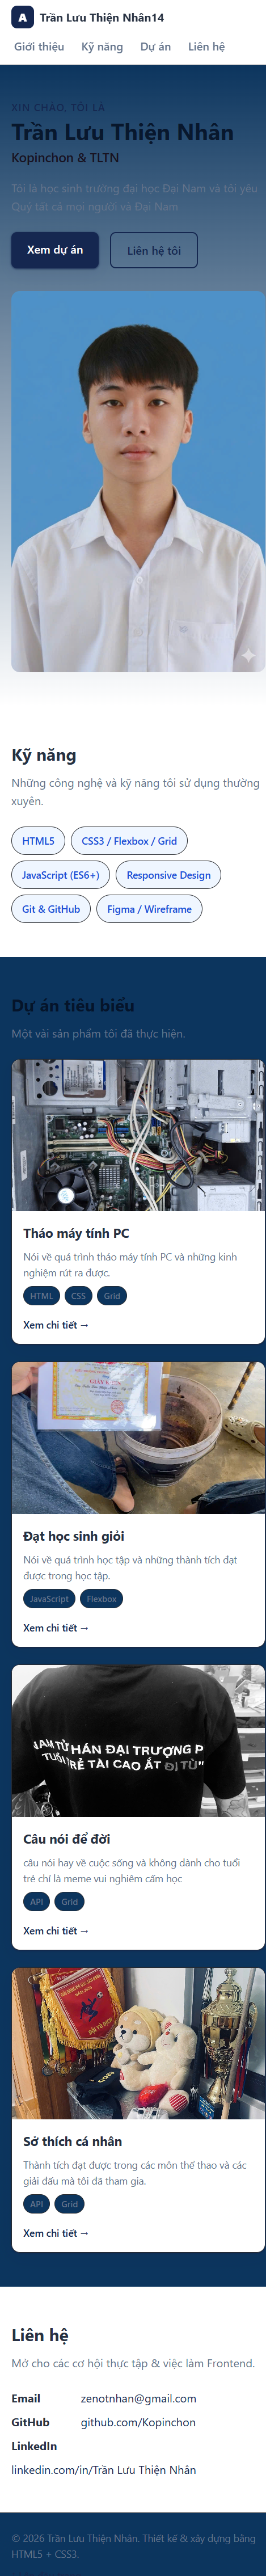 A Trần Lưu Thiện Nhân14
Giới thiệu Kỹ năng Dự án Liên hệ
XIN CHÀO, TÔI LÀ
Trần Lưu Thiện Nhân
Kopinchon & TLTN
Tôi là học sinh trường đại học Đại Nam và tôi yêu
Quý tất cả mọi người và Đại Nam
Xem dự án Liên hệ tôi
Kỹ năng
Những công nghệ và kỹ năng tôi sử dụng thường
xuyên.
HTML5 CSS3 / Flexbox / Grid
JavaScript (ES6+) Responsive Design
Git & GitHub Figma / Wireframe
Dự án tiêu biểu
Một vài sản phẩm tôi đã thực hiện.
Tháo máy tính PC
Nói về quá trình tháo máy tính PC và những kinh
nghiệm rút ra được.
HTML CSS Grid
Xem chi tiết →
GIẤY KHEN
Đạt học sinh giỏi
Nói về quá trình học tập và những thành tích đạt
được trong học tập.
JavaScript Flexbox
Xem chi tiết →
HÁN ĐẠI TRƯỢNG P
TUỔI TRẺ TÀI CAO ẮT ĐI TÙ"
Câu nói để đời
câu nói hay về cuộc sống và không dành cho tuổi
trẻ chỉ là meme vui nghiêm cấm học
API Grid
Xem chi tiết →
Sở thích cá nhân
Thành tích đạt được trong các môn thể thao và các
giải đấu mà tôi đã tham gia.
API Grid
Xem chi tiết →
Liên hệ
Mở cho các cơ hội thực tập & việc làm Frontend.
Email zenotnhan@gmail.com
GitHub github.com/Kopinchon
LinkedIn
linkedin.com/in/Trần Lưu Thiện Nhân
© 2026 Trần Lưu Thiện Nhân. Thiết kế & xây dựng bằng
HTML5 + CSS3.